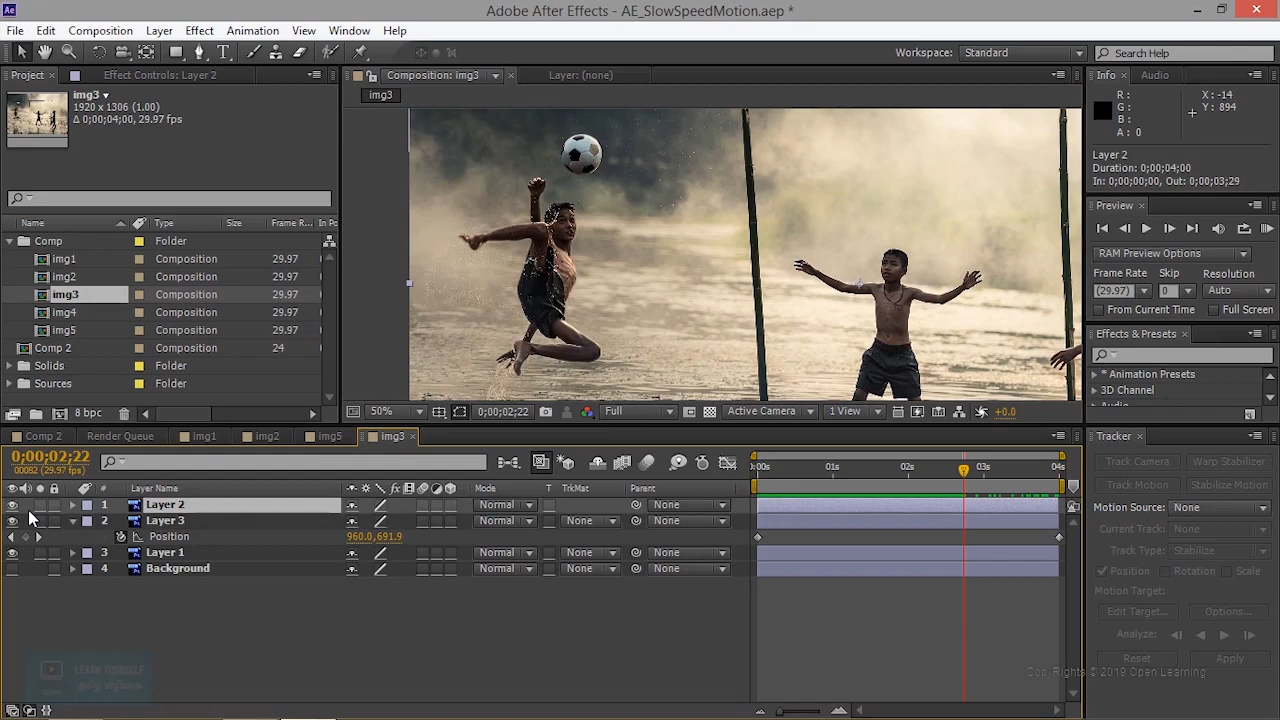 Adobe After Effects - AE_SlowSpeedMotion.aep *
File Edit Composition Layer Effect Animation View Window Help
Workspace: Standard Search Help
Project Effect Controls: Layer 2 Composition: img3 Layer: (none) Info Audio
img3
1920 x 1306 (1.00)
Δ 0;00;04;00, 29.97 fps
img3
R :
G :
B :
A : 0
X : -14
Y : 894
Layer 2
Duration: 0;00;04;00
In: 0;00;00;00, Out: 0;00;03;29
Preview
RAM Preview Options
Frame Rate Skip Resolution
(29.97) 0 Auto
From Current Time Full Screen
Effects & Presets
* Animation Presets
3D Channel
Audio
Name Type Size Frame R... In Po
Comp Folder
img1 Composition 29.97
img2 Composition 29.97
img3 Composition 29.97
img4 Composition 29.97
img5 Composition 29.97
Comp 2 Composition 24
Solids Folder
Sources Folder
8 bpc
50% 0;00;02;22 Full Active Camera 1 View +0.0
Comp 2 Render Queue img1 img2 Img5 img3
0;00;02;22
00082 (29.97 fps)
:00s 01s 02s 03s 04s
# Layer Name Mode T TrkMat Parent
1 Layer 2 Normal None
2 Layer 3 Normal None None
Position 960.0,691.9
3 Layer 1 Normal None None
4 Background Normal None None
Tracker
Track Camera Warp Stabilizer
Track Motion Stabilize Motion
Motion Source: None
Current Track: None
Track Type: Stabilize
Position Rotation Scale
Motion Target:
Edit Target... Options...
Analyze:
Reset Apply
LEARN YOURSELF
Copy Rights © 2019 Open Learning